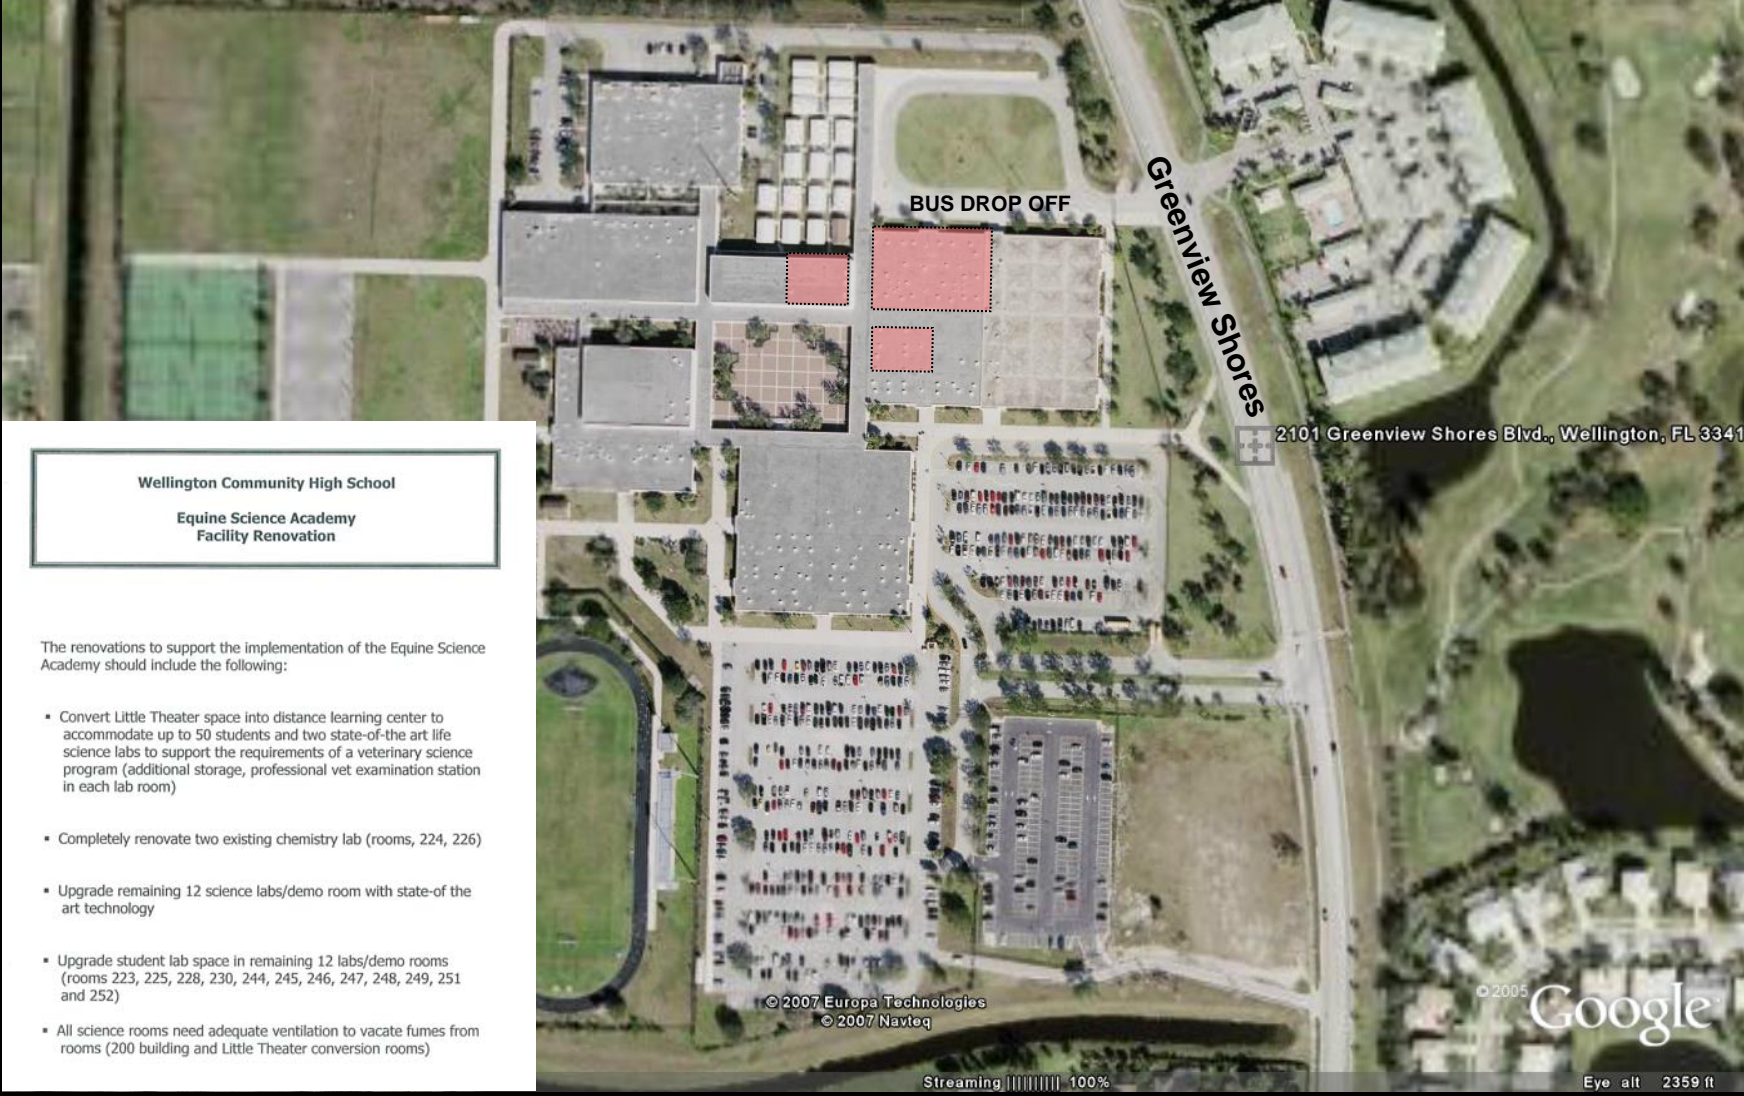 BUS DROP OFF
Greenview Shores
2101 Greenview Shores Blvd., Wellington, FL 3341
Wellington Community High School
Equine Science Academy
Facility Renovation
The renovations to support the implementation of the Equine Science
Academy should include the following:
▪ Convert Little Theater space into distance learning center to
accommodate up to 50 students and two state-of-the art life
science labs to support the requirements of a veterinary science
program (additional storage, professional vet examination station
in each lab room)
▪ Completely renovate two existing chemistry lab (rooms, 224, 226)
▪ Upgrade remaining 12 science labs/demo room with state-of the
art technology
▪ Upgrade student lab space in remaining 12 labs/demo rooms
(rooms 223, 225, 228, 230, 244, 245, 246, 247, 248, 249, 251
and 252)
▪ All science rooms need adequate ventilation to vacate fumes from
rooms (200 building and Little Theater conversion rooms)
© 2007 Europa Technologies
© 2007 Navteq
© 2005 Google
Streaming |||||||||| 100%
Eye alt 2359 ft